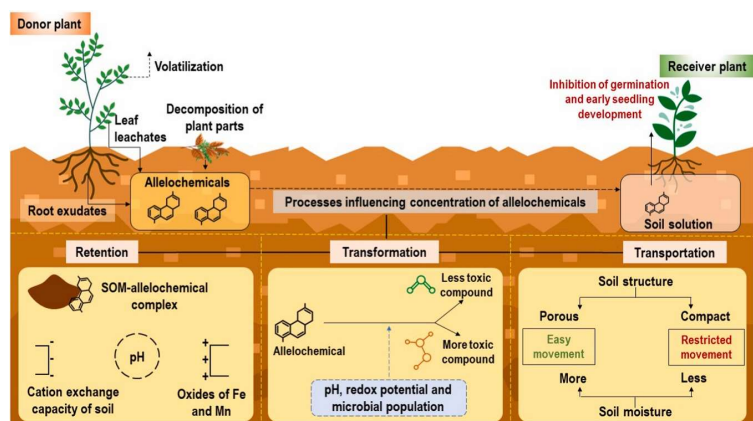 Donor plant
Volatilization
Leaf
leachates
Decomposition of
plant parts
Root exudates
Allelochemicals
Processes influencing concentration of allelochemicals
Receiver plant
Inhibition of germination
and early seedling
development
Soil solution
Retention
SOM-allelochemical
complex
-
-
-
pH
+
+
+
Cation exchange
capacity of soil
Oxides of Fe
and Mn
Transformation
Less toxic
compound
Allelochemical
More toxic
compound
pH, redox potential and
microbial population
Transportation
Soil structure
Porous
Compact
Easy
movement
Restricted
movement
More
Less
Soil moisture